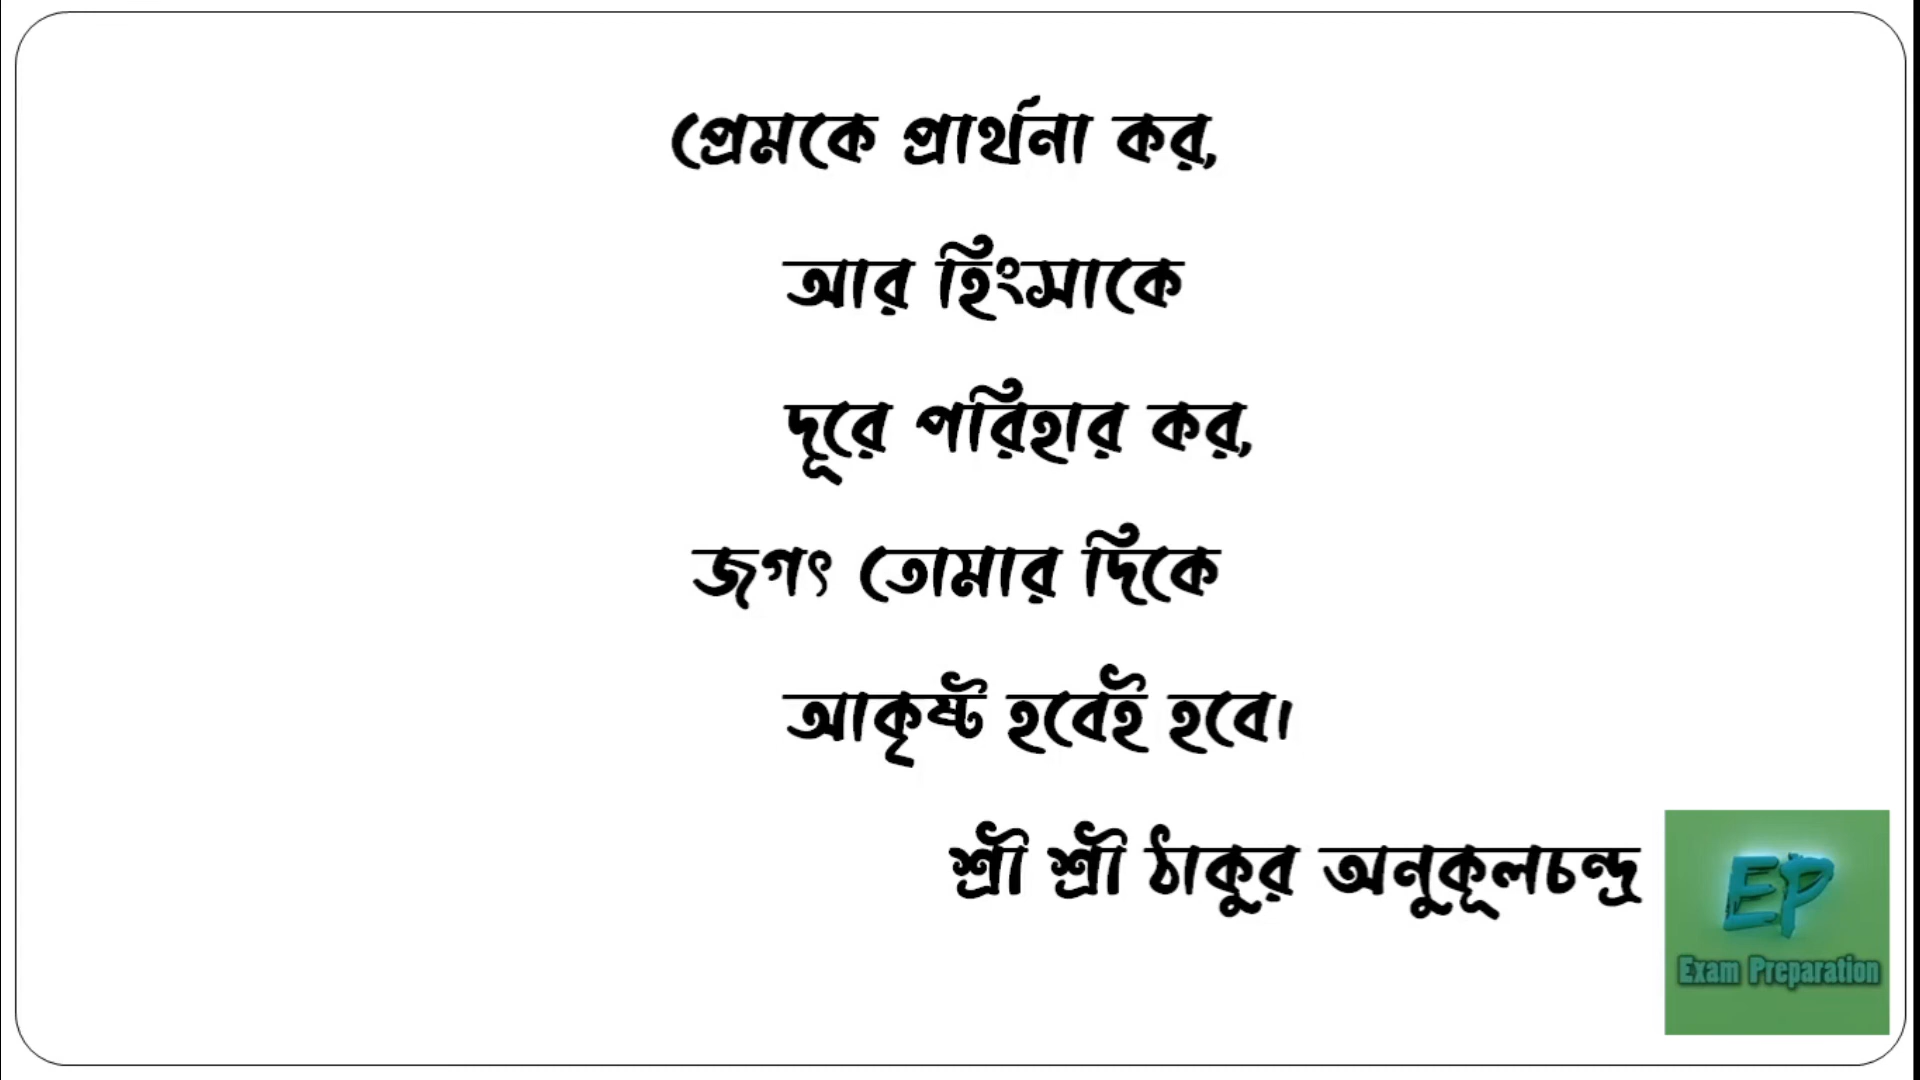 প্রেমকে প্রার্থনা কর,
আর হিংসাকে
দূরে পরিহার কর,
জগৎ তোমার দিকে
আকৃষ্ট হবেই হবে।
শ্রী শ্রী ঠাকুর অনুকূলচন্দ্র
EP
Exam Preparation